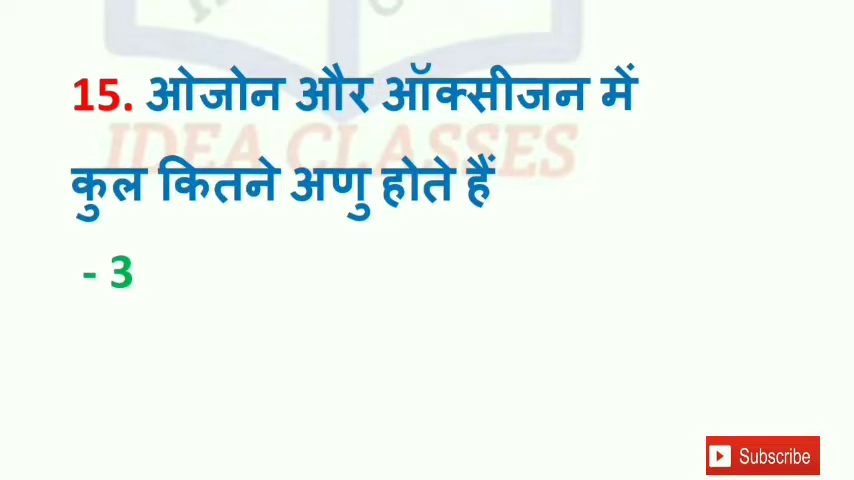 15. ओजोन और ऑक्सीजन में
IDEA CLASSES
कुल कितने अणु होते हैं
- 3
Subscribe